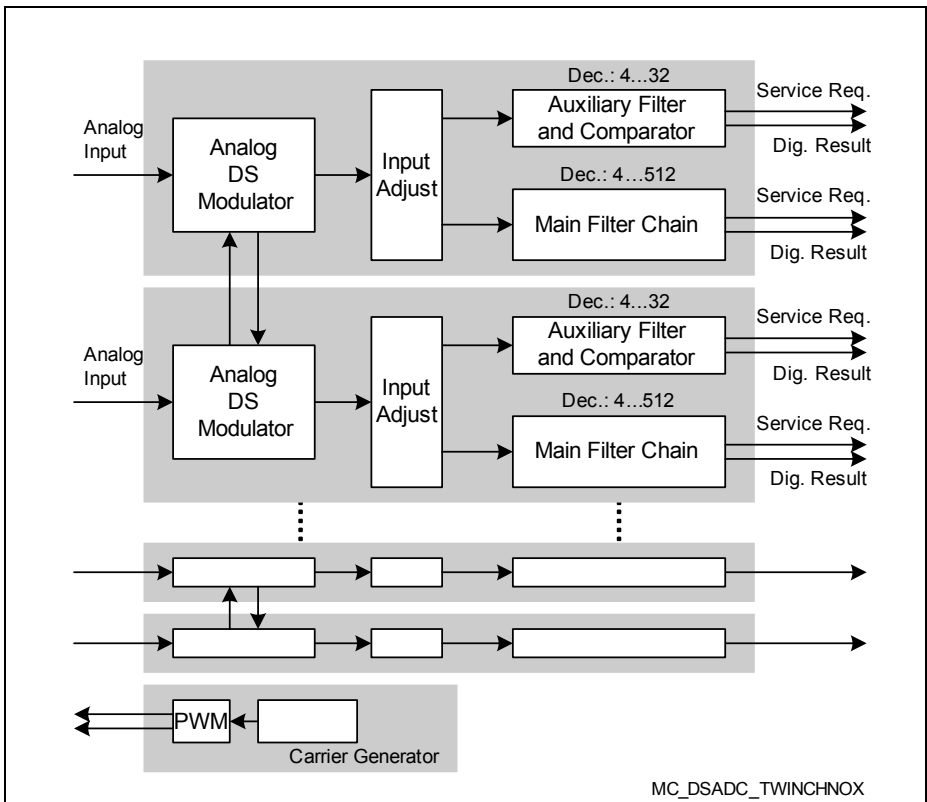 Dec.: 4...32
Service Req.
Analog
Input
Analog
DS
Modulator
Input
Adjust
Auxiliary Filter
and Comparator
Dig. Result
Dec.: 4...512
Service Req.
Main Filter Chain
Dig. Result
Dec.: 4...32
Service Req.
Analog
Input
Analog
DS
Modulator
Input
Adjust
Auxiliary Filter
and Comparator
Dig. Result
Dec.: 4...512
Service Req.
Main Filter Chain
Dig. Result
PWM
Carrier Generator
MC_DSADC_TWINCHNOX